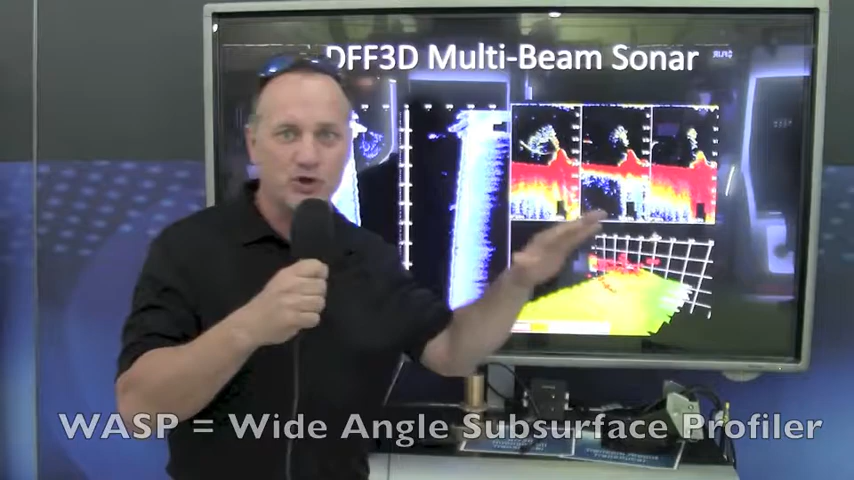 DFF3D Multi-Beam Sonar
WASP = Wide Angle Subsurface Profiler